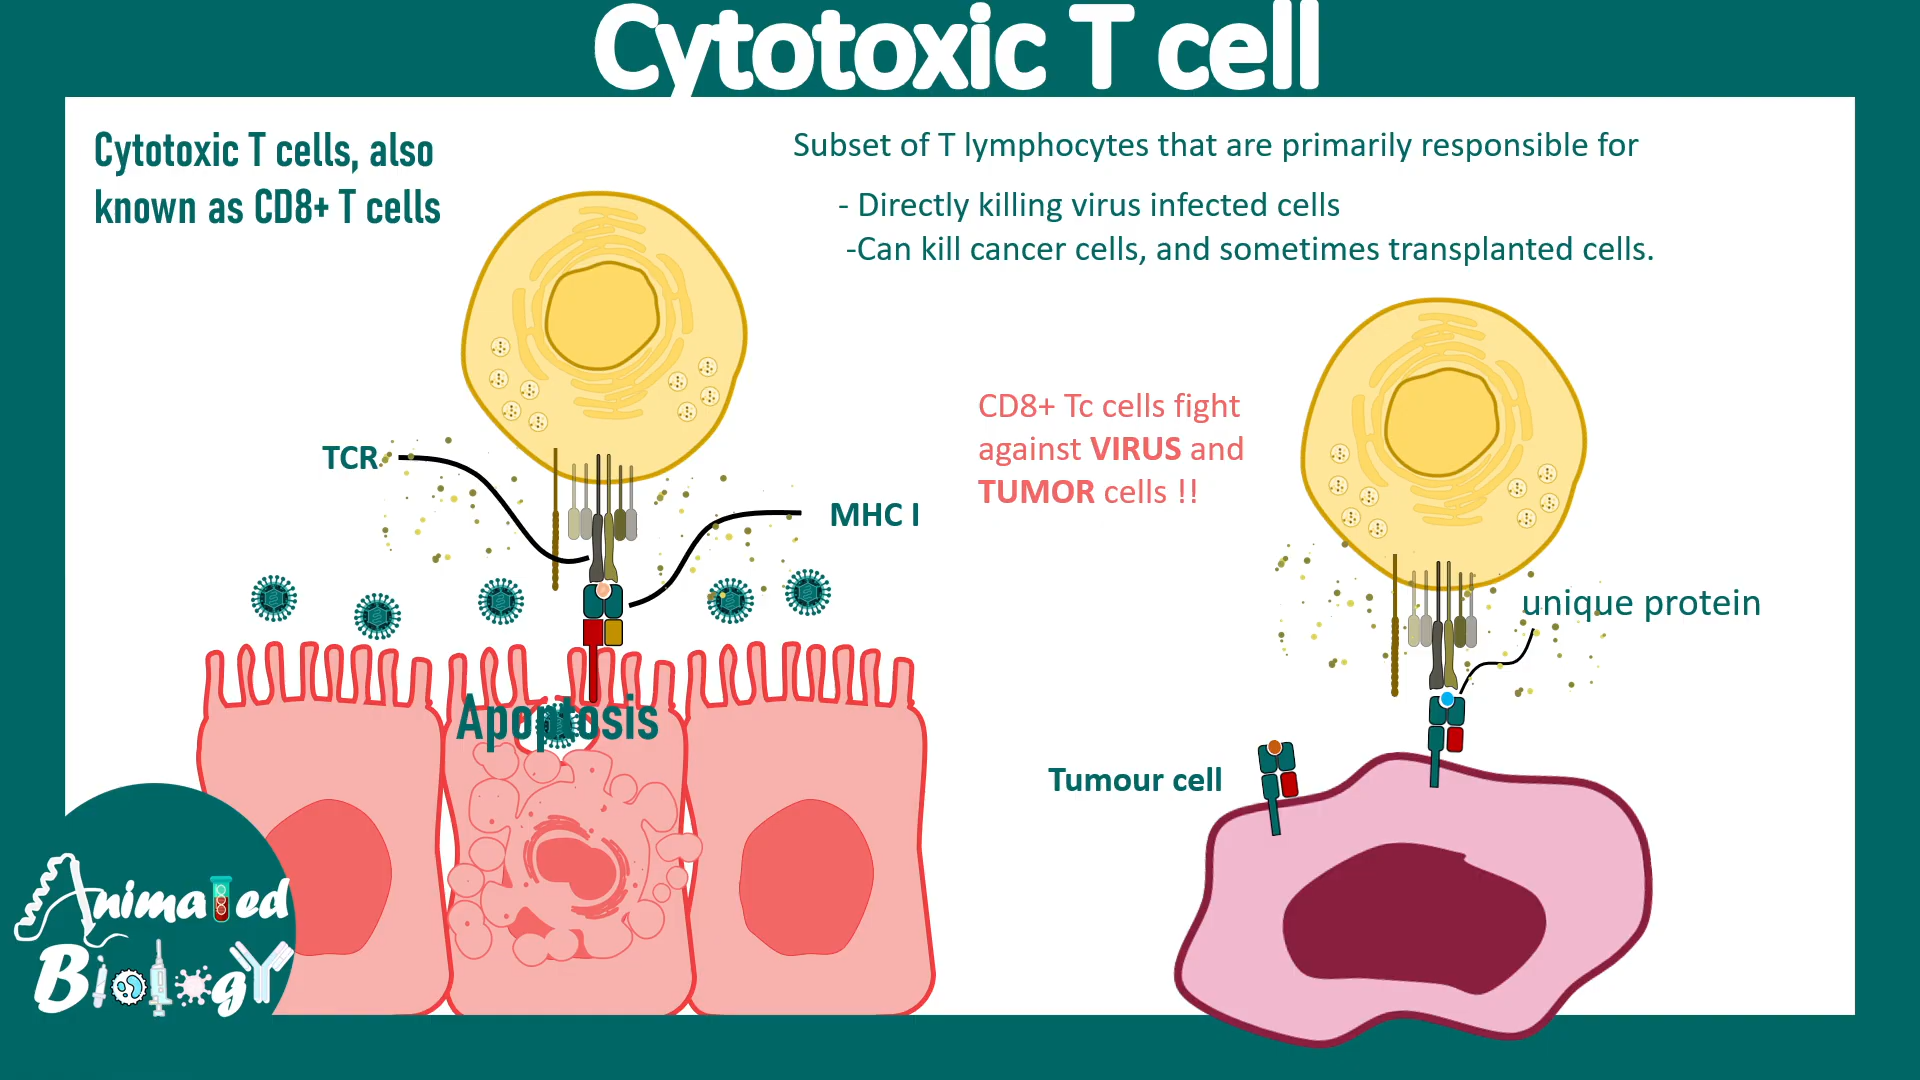 Cytotoxic T cell
Cytotoxic T cells, also
known as CD8+ T cells
Subset of T lymphocytes that are primarily responsible for
- Directly killing virus infected cells
-Can kill cancer cells, and sometimes transplanted cells.
TCR
MHC I
CD8+ Tc cells fight
against VIRUS and
TUMOR cells !!
unique protein
Apoptosis
Tumour cell
Animated
Biology